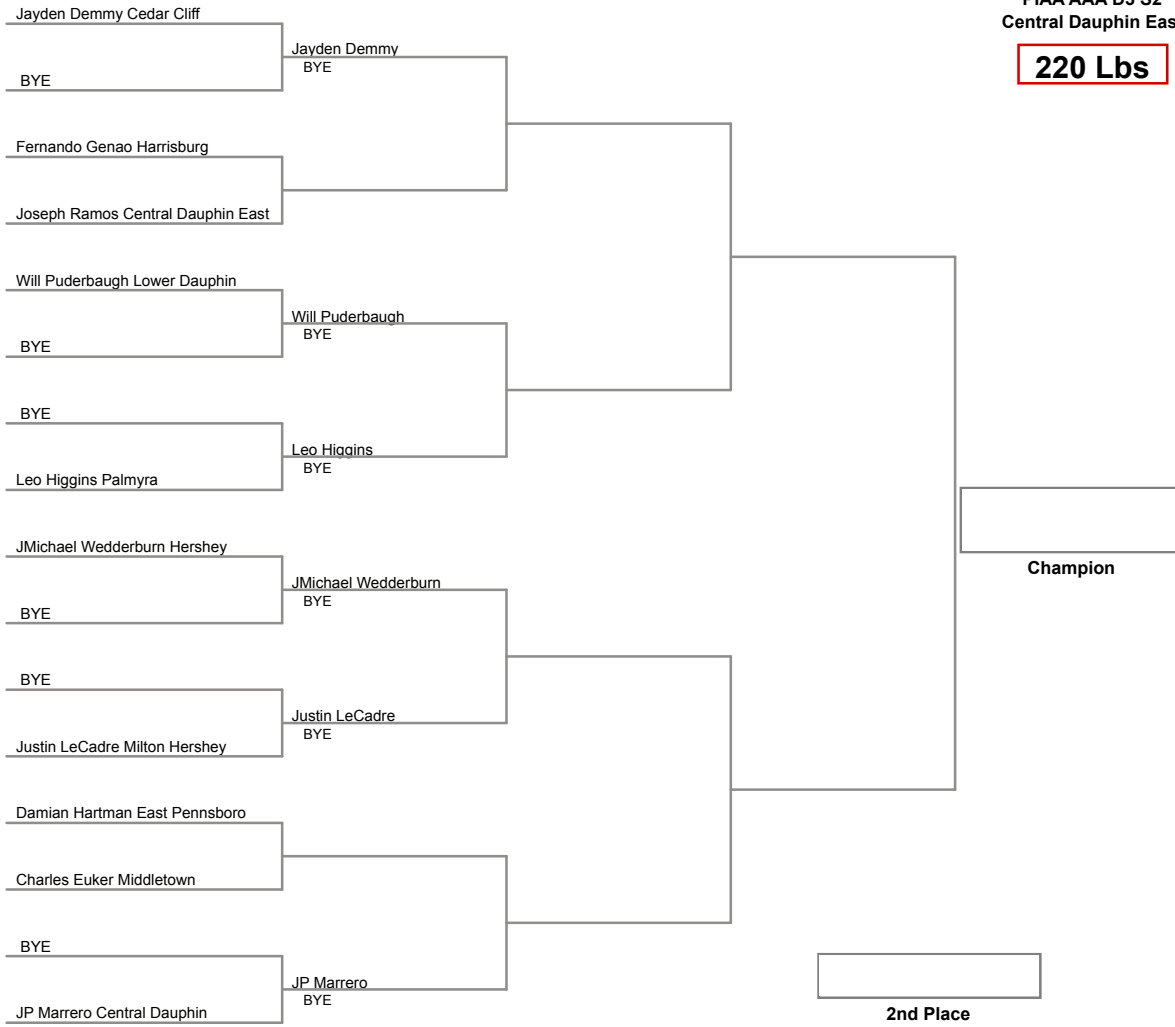 PIAA AAA D3 S2
Central Dauphin Eas
220 Lbs
Jayden Demmy Cedar Cliff
BYE
Jayden Demmy
BYE
Fernando Genao Harrisburg
Joseph Ramos Central Dauphin East
Will Puderbaugh Lower Dauphin
BYE
Will Puderbaugh
BYE
BYE
Leo Higgins Palmyra
Leo Higgins
BYE
JMichael Wedderburn Hershey
BYE
JMichael Wedderburn
BYE
BYE
Justin LeCadre Milton Hershey
Justin LeCadre
BYE
Damian Hartman East Pennsboro
Charles Euker Middletown
BYE
JP Marrero Central Dauphin
JP Marrero
BYE
Champion
2nd Place